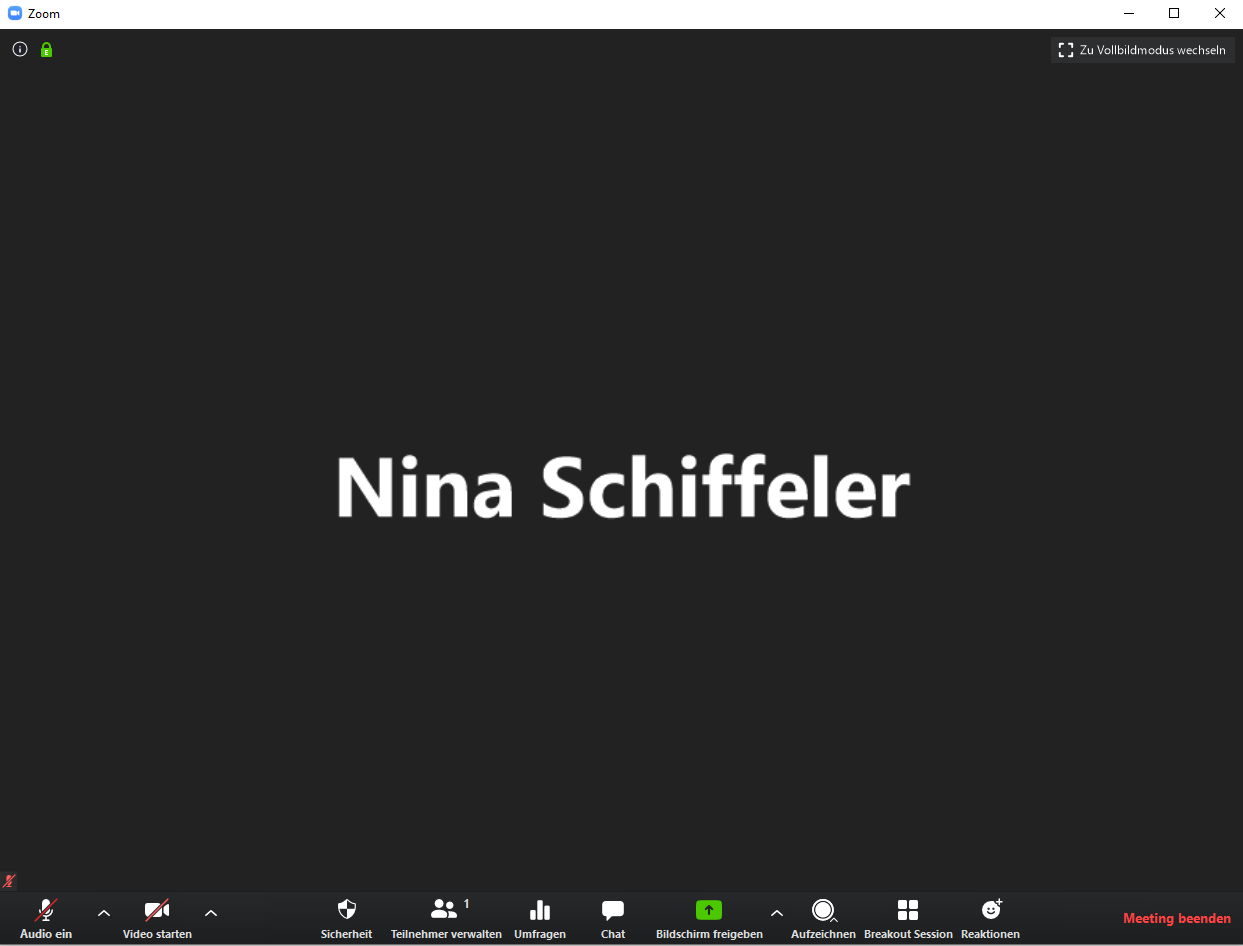 Zoom
Zu Vollbildmodus wechseln
Nina Schiffeler
1
Audio ein Video starten Sicherheit Teilnehmer verwalten Umfragen Chat Bildschirm freigeben Aufzeichnen Breakout Session Reaktionen Meeting beenden